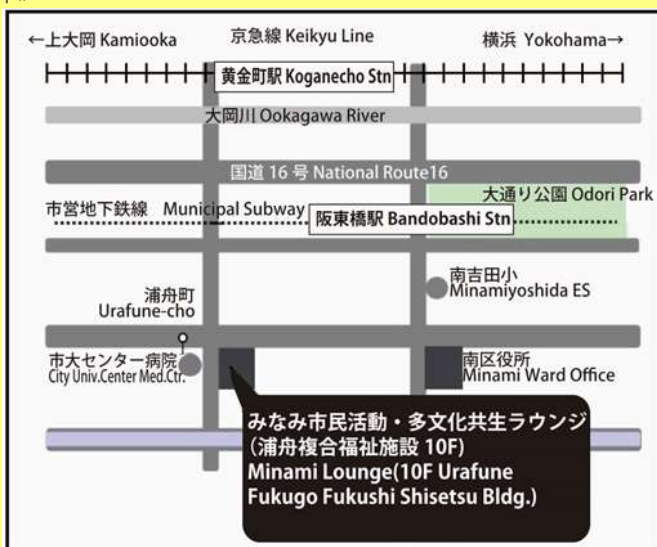 ←上大岡 Kamiooka
京急線 Keikyu Line
横浜 Yokohama→
黄金町駅 Koganecho Stn
大岡川 Ookagawa River
国道 16 号 National Route16
大通り公園 Odori Park
市営地下鉄線 Municipal Subway
阪東橋駅 Bandobashi Stn
南吉田小
Minamiyoshida ES
浦舟町
Urafune-cho
市大センター病院
City Univ.Center Med.Ctr.
南区役所
Minami Ward Office
みなみ市民活動・多文化共生ラウンジ
(浦舟複合福祉施設 10F)
Minami Lounge(10F Urafune
Fukugo Fukushi Shisetsu Bldg.)